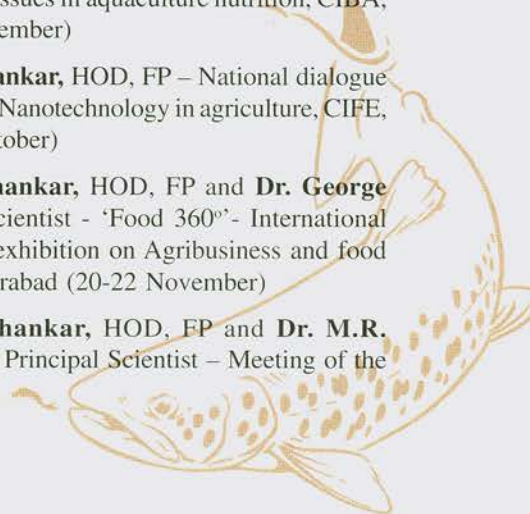 issues in aquaculture nutrition, CIBA,
ember)
ankar, HOD, FP – National dialogue
Nanotechnology in agriculture, CIFE,
tober)
hankar, HOD, FP and Dr. George
cientist - ‘Food 360º’- International
exhibition on Agribusiness and food
rabad (20-22 November)
hankar, HOD, FP and Dr. M.R.
Principal Scientist – Meeting of the